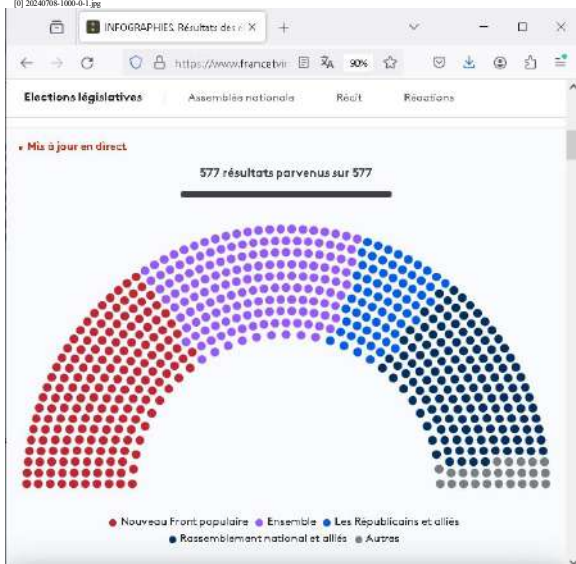 [0] 20240708-1000-0-1.jpg
INFOGRAPHIES. Résultats des é
https://www.francetvin
90%
Elections législatives
Assemblée nationale
Récit
Réactions
Mis à jour en direct
577 résultats parvenus sur 577
Nouveau Front populaire
Ensemble
Les Républicains et alliés
Rassemblement national et alliés
Autres